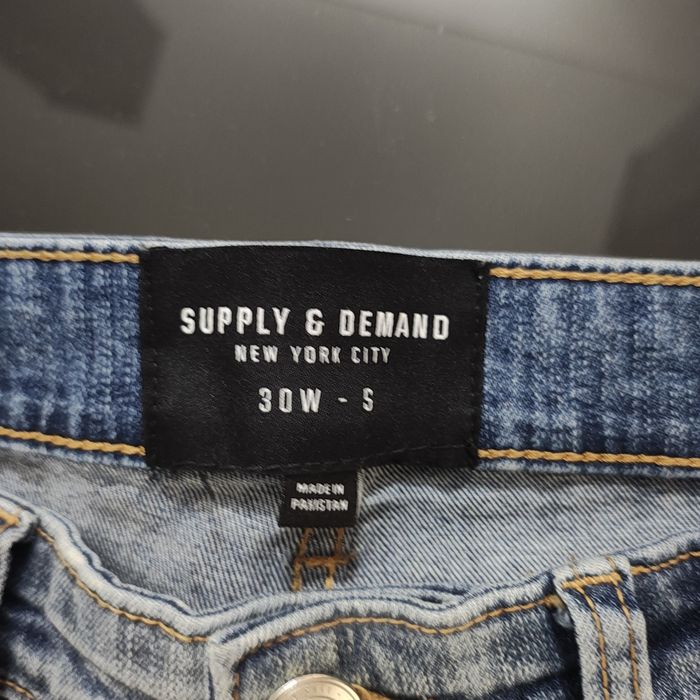 SUPPLY & DEMAND
NEW YORK CITY
30W - S
MADE IN
PAKISTAN